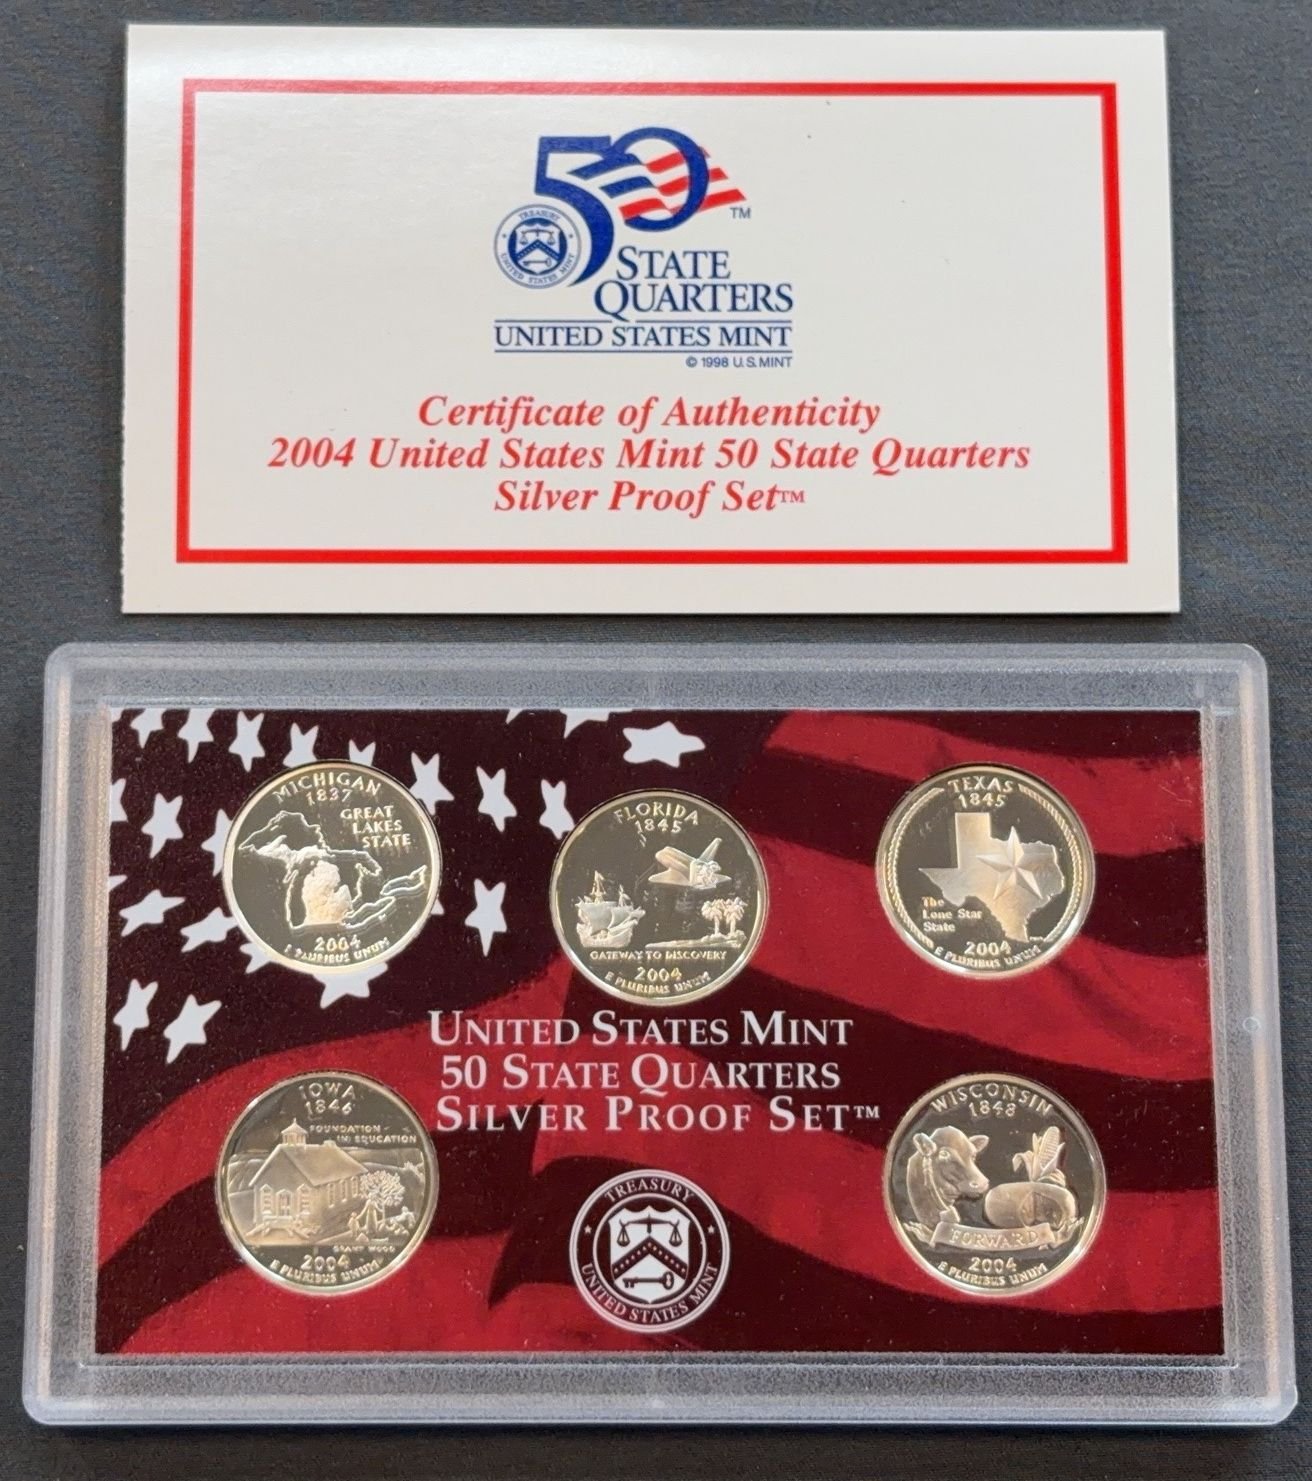 TREASURY
UNITED STATES MINT
50
TM
STATE
QUARTERS
UNITED STATES MINT
© 1998 U.S. MINT
Certificate of Authenticity
2004 United States Mint 50 State Quarters
Silver Proof Set™
MICHIGAN
1837
GREAT
LAKES
STATE
2004
E PLURIBUS UNUM
FLORIDA
1845
GATEWAY TO DISCOVERY
2004
E PLURIBUS UNUM
TEXAS
1845
The
Lone Star
State
2004
E PLURIBUS UNUM
UNITED STATES MINT
50 STATE QUARTERS
SILVER PROOF SET™
IOWA
1846
FOUNDATION
IN EDUCATION
GRANT WOOD
2004
E PLURIBUS UNUM
TREASURY
UNITED STATES MINT
WISCONSIN
1848
FORWARD
2004
E PLURIBUS UNUM